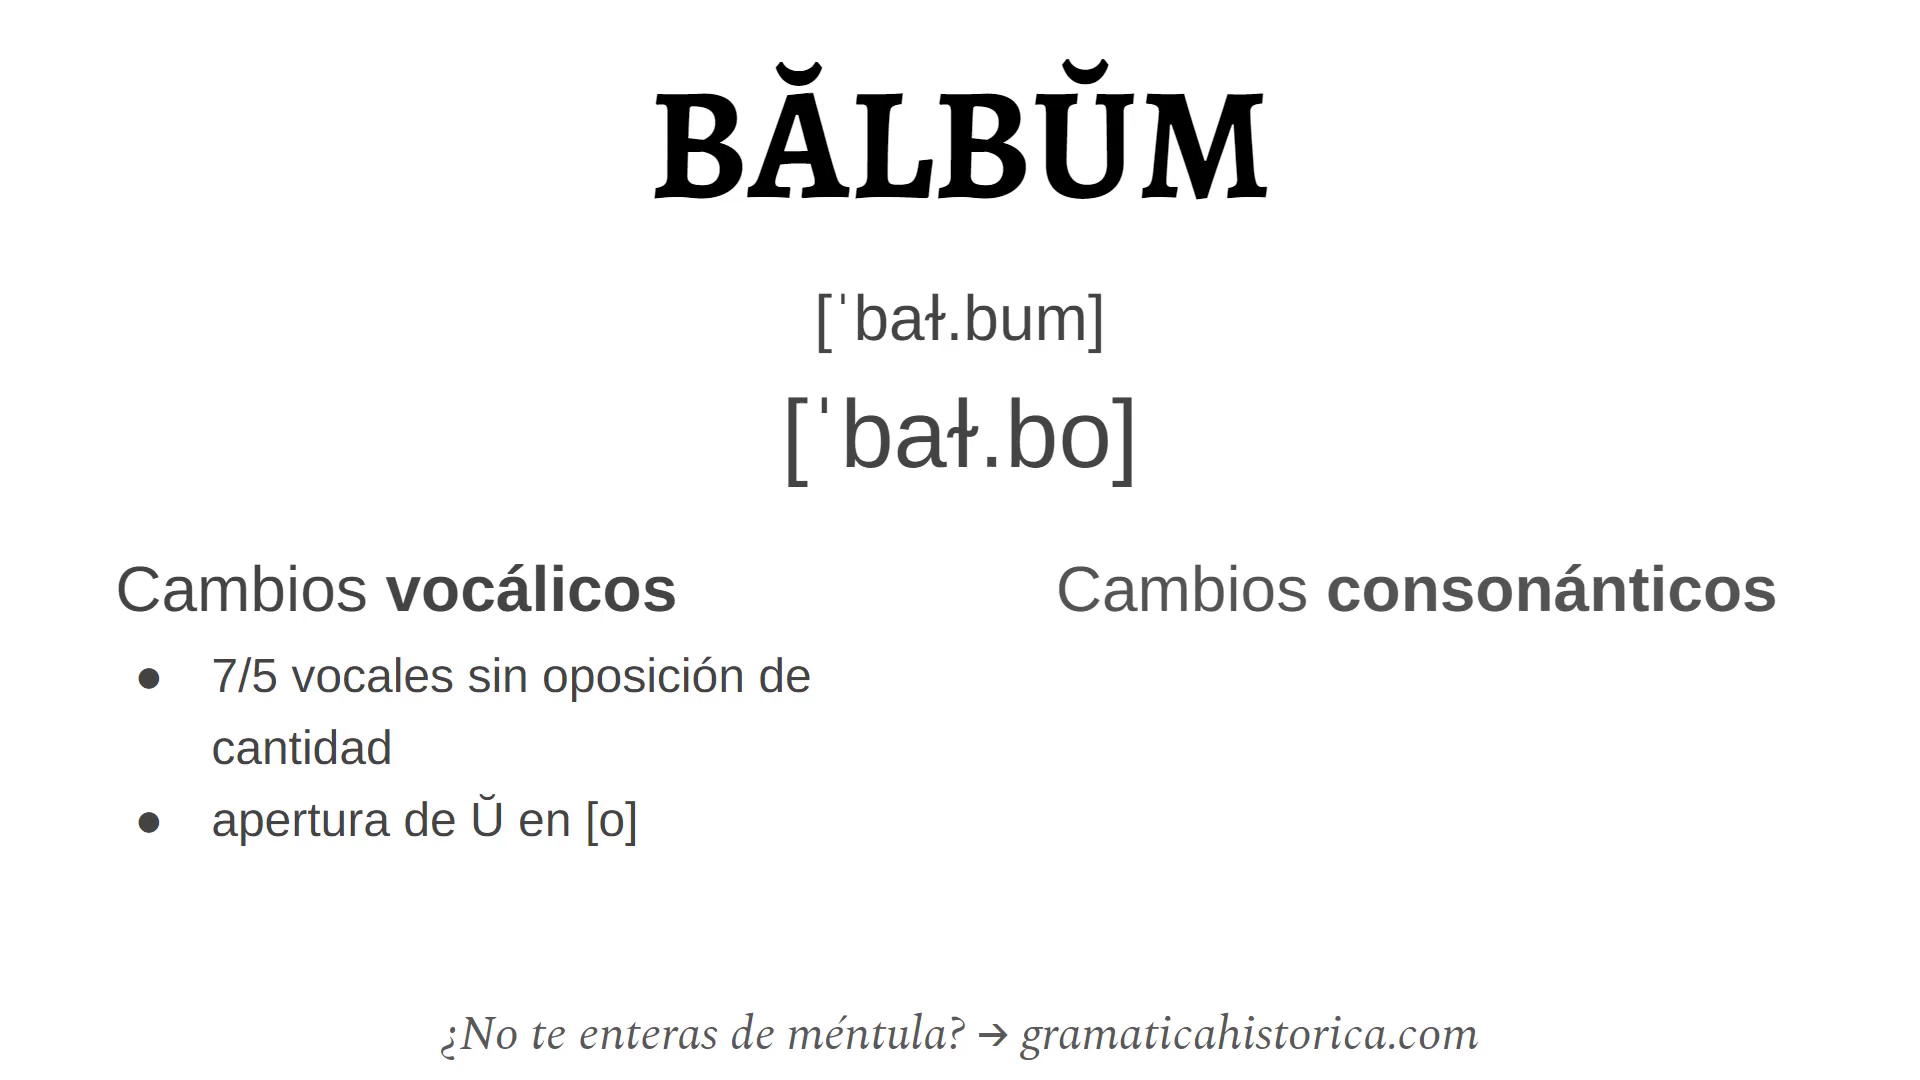 BĂLBŬM
[ˈbał.bum]
[ˈbał.bo]
Cambios vocálicos
● 7/5 vocales sin oposición de
cantidad
● apertura de Ŭ en [o]
Cambios consonánticos
¿No te enteras de méntula? → gramaticahistorica.com